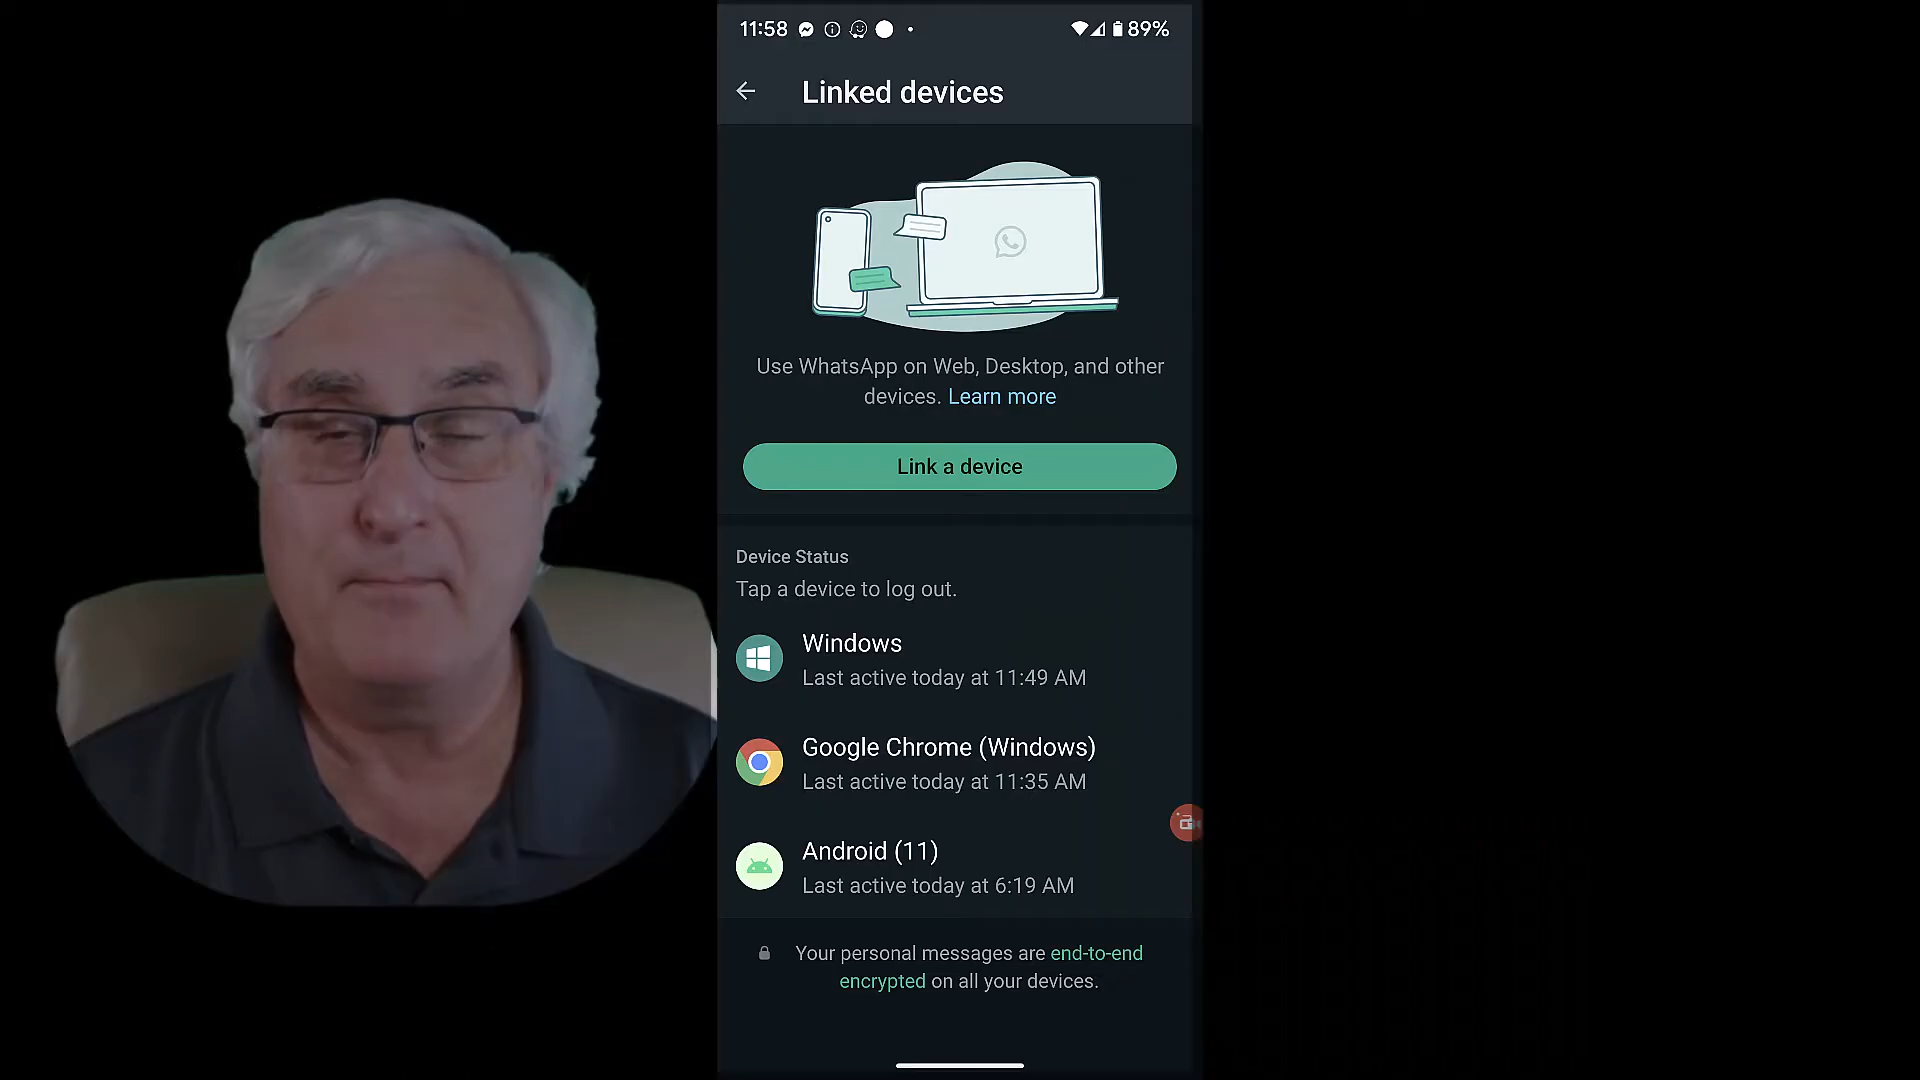 11:58
89%
Linked devices
Use WhatsApp on Web, Desktop, and other
devices. Learn more
Link a device
Device Status
Tap a device to log out.
Windows
Last active today at 11:49 AM
Google Chrome (Windows)
Last active today at 11:35 AM
Android (11)
Last active today at 6:19 AM
Your personal messages are end-to-end
encrypted on all your devices.